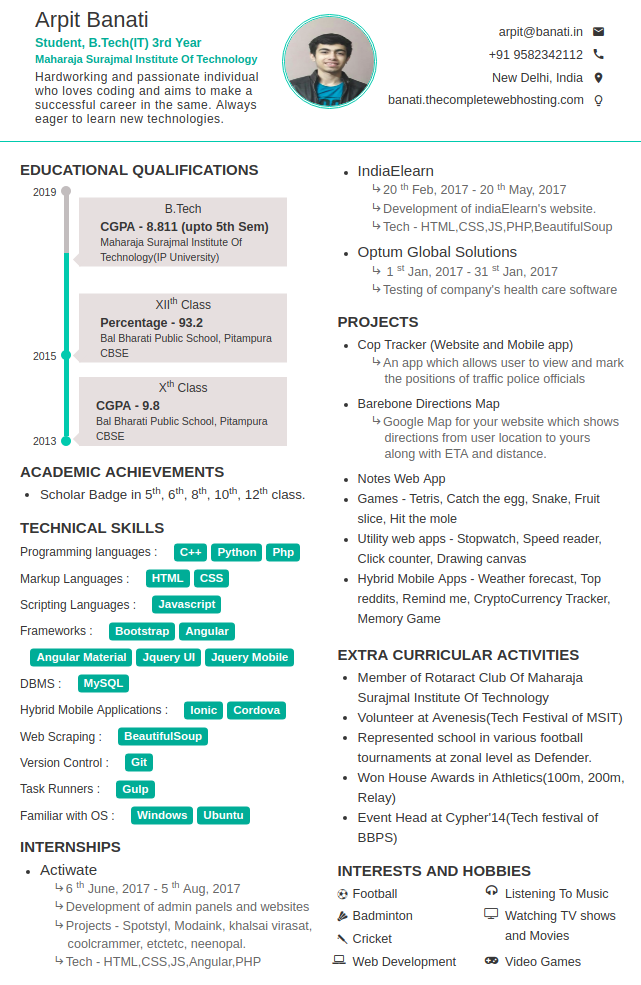 Arpit Banati
Student, B.Tech(IT) 3rd Year
Maharaja Surajmal Institute Of Technology
Hardworking and passionate individual
who loves coding and aims to make a
successful career in the same. Always
eager to learn new technologies.
arpit@banati.in
+91 9582342112
New Delhi, India
banati.thecompletewebhosting.com
EDUCATIONAL QUALIFICATIONS
2019
B.Tech
CGPA - 8.811 (upto 5th Sem)
Maharaja Surajmal Institute Of
Technology(IP University)
XIIth Class
Percentage - 93.2
Bal Bharati Public School, Pitampura
CBSE
2015
Xth Class
CGPA - 9.8
Bal Bharati Public School, Pitampura
CBSE
2013
ACADEMIC ACHIEVEMENTS
• Scholar Badge in 5th, 6th, 8th, 10th, 12th class.
TECHNICAL SKILLS
Programming languages : C++ Python Php
Markup Languages : HTML CSS
Scripting Languages : Javascript
Frameworks : Bootstrap Angular
Angular Material Jquery UI Jquery Mobile
DBMS : MySQL
Hybrid Mobile Applications : Ionic Cordova
Web Scraping : BeautifulSoup
Version Control : Git
Task Runners : Gulp
Familiar with OS : Windows Ubuntu
INTERNSHIPS
• Actiwate
↳6 th June, 2017 - 5 th Aug, 2017
↳Development of admin panels and websites
↳Projects - Spotstyl, Modaink, khalsai virasat,
coolcrammer, etctetc, neenopal.
↳Tech - HTML,CSS,JS,Angular,PHP
• IndiaElearn
↳20 th Feb, 2017 - 20 th May, 2017
↳Development of indiaElearn's website.
↳Tech - HTML,CSS,JS,PHP,BeautifulSoup
• Optum Global Solutions
↳ 1 st Jan, 2017 - 31 st Jan, 2017
↳Testing of company's health care software
PROJECTS
• Cop Tracker (Website and Mobile app)
↳An app which allows user to view and mark
the positions of traffic police officials
• Barebone Directions Map
↳Google Map for your website which shows
directions from user location to yours
along with ETA and distance.
• Notes Web App
• Games - Tetris, Catch the egg, Snake, Fruit
slice, Hit the mole
• Utility web apps - Stopwatch, Speed reader,
Click counter, Drawing canvas
• Hybrid Mobile Apps - Weather forecast, Top
reddits, Remind me, CryptoCurrency Tracker,
Memory Game
EXTRA CURRICULAR ACTIVITIES
• Member of Rotaract Club Of Maharaja
Surajmal Institute Of Technology
• Volunteer at Avenesis(Tech Festival of MSIT)
• Represented school in various football
tournaments at zonal level as Defender.
• Won House Awards in Athletics(100m, 200m,
Relay)
• Event Head at Cypher'14(Tech festival of
BBPS)
INTERESTS AND HOBBIES
Football
Badminton
Cricket
Web Development
Listening To Music
Watching TV shows
and Movies
Video Games